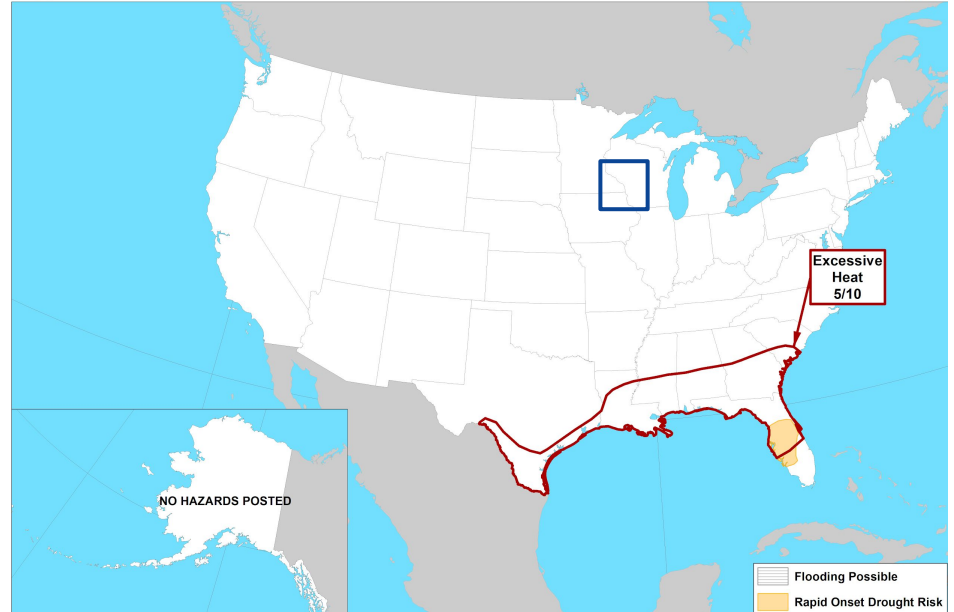 Excessive
Heat
5/10
NO HAZARDS POSTED
Flooding Possible
Rapid Onset Drought Risk